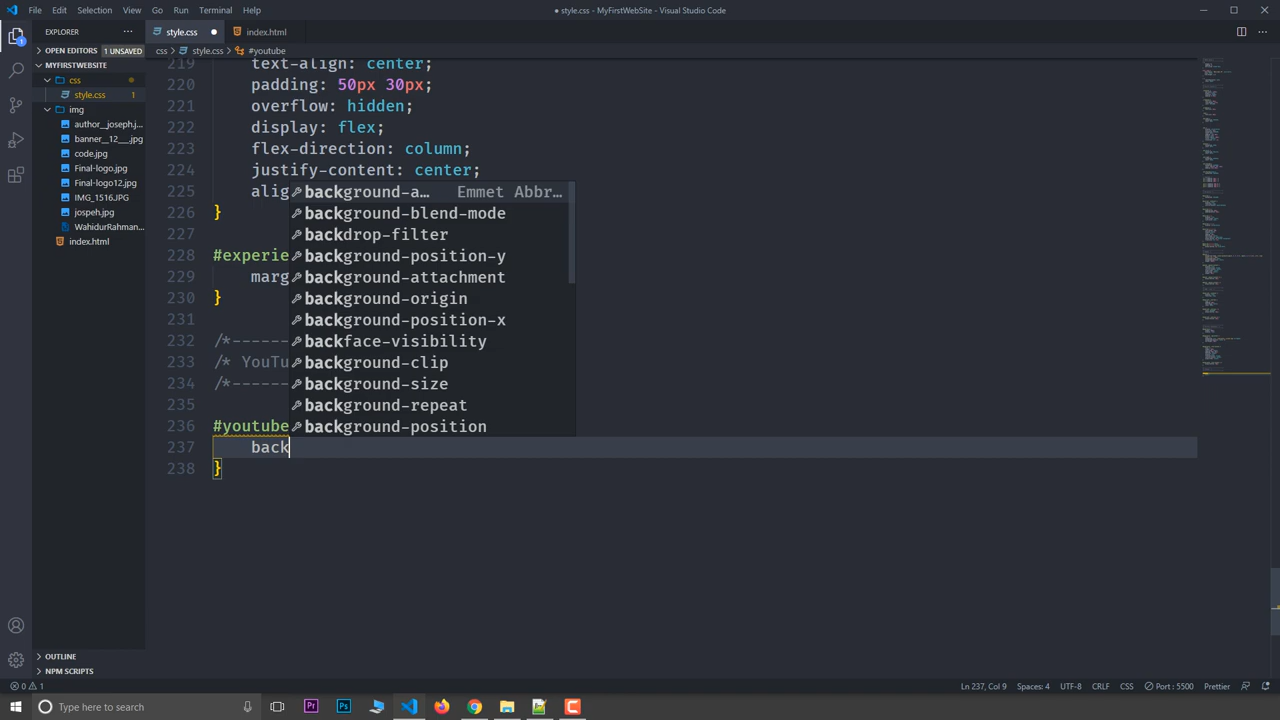 File Edit Selection View Go Run Terminal Help
● style.css - MyFirstWebSite - Visual Studio Code
EXPLORER ···
style.css ●
index.html
OPEN EDITORS 1 UNSAVED
css > style.css > #youtube
MYFIRSTWEBSITE
css
style.css 1
img
author__joseph.j...
banner__12___.jpg
code.jpg
Final-logo.jpg
Final-logo12.jpg
IMG_1516.JPG
jospeh.jpg
WahidurRahman...
index.html
OUTLINE
NPM SCRIPTS
1
219 text-align: center;
220 padding: 50px 30px;
221 overflow: hidden;
222 display: flex;
223 flex-direction: column;
224 justify-content: center;
225 alig
226 }
227
228 #experie
229 marg
230 }
231
232 /*------
233 /* YouTu
234 /*------
235
236 #youtube
237 back
238 }
background-a... Emmet Abbr...
background-blend-mode
backdrop-filter
background-position-y
background-attachment
background-origin
background-position-x
backface-visibility
background-clip
background-size
background-repeat
background-position
0 1
Ln 237, Col 9 Spaces: 4 UTF-8 CRLF CSS Port : 5500 Prettier
Type here to search
Pr
Ps